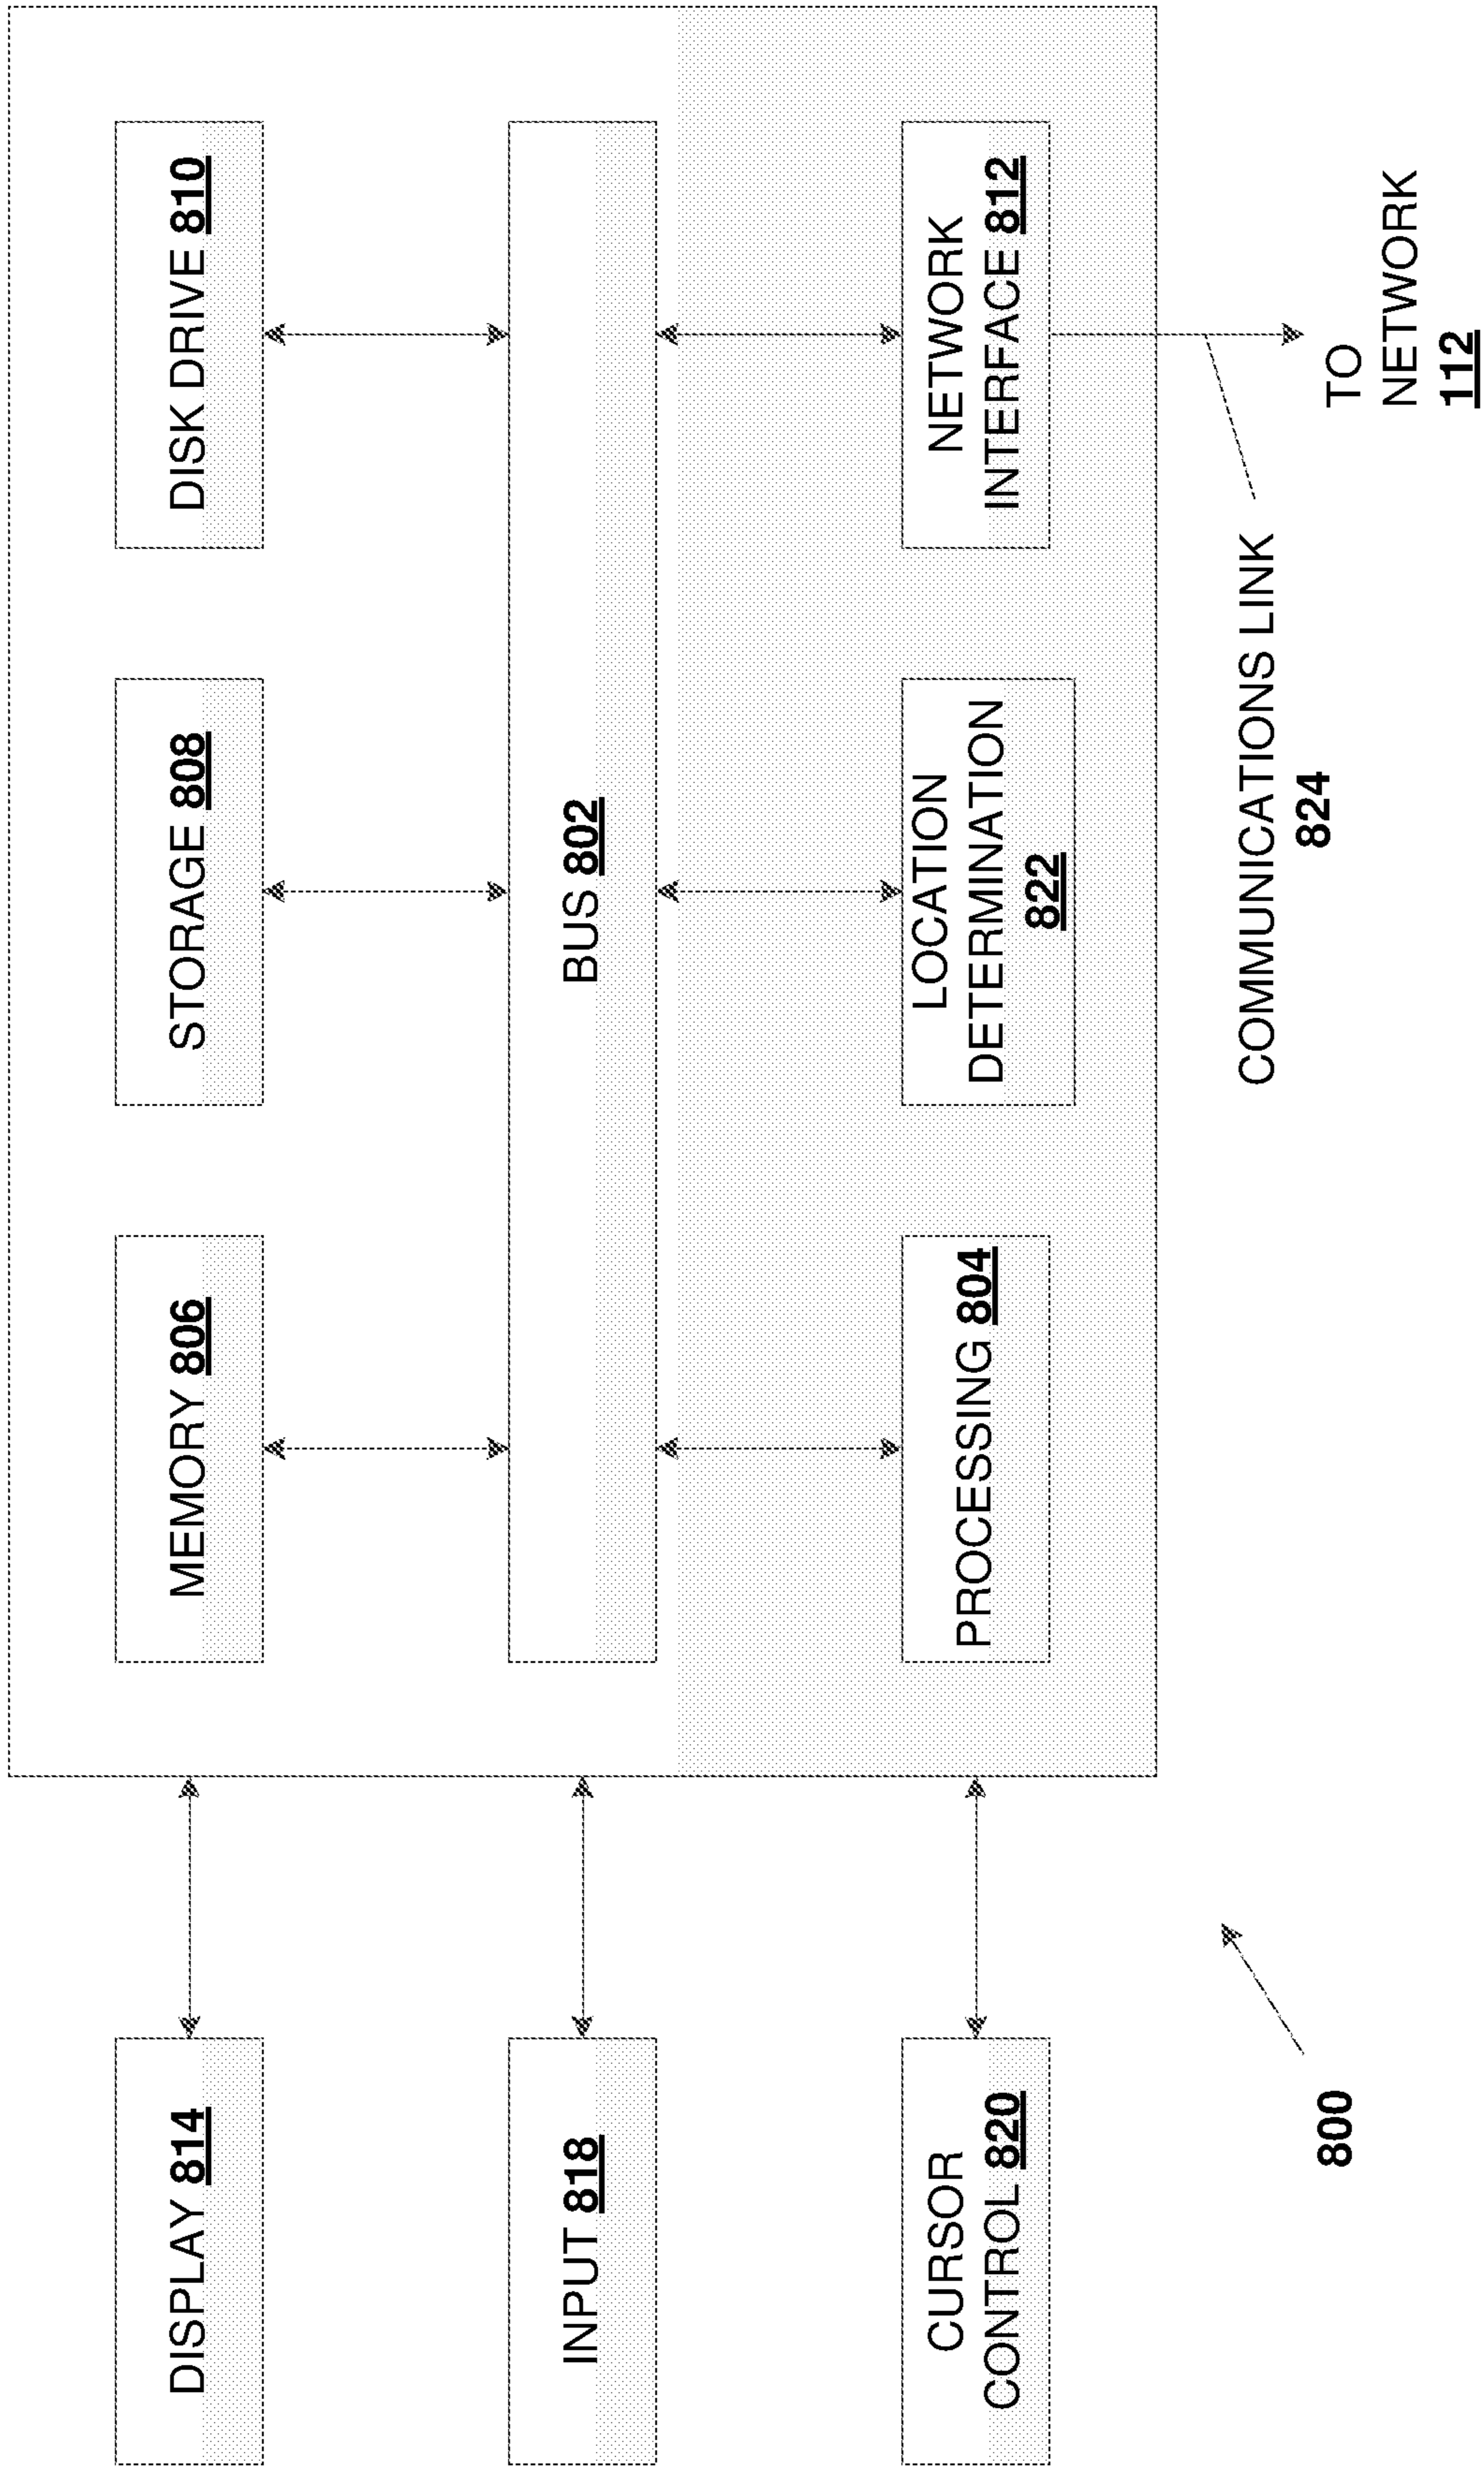 DISPLAY 814
MEMORY 806
STORAGE 808
DISK DRIVE 810
INPUT 818
BUS 802
CURSOR
CONTROL 820
PROCESSING 804
LOCATION
DETERMINATION
822
NETWORK
INTERFACE 812
COMMUNICATIONS LINK
824
TO
NETWORK
112
800